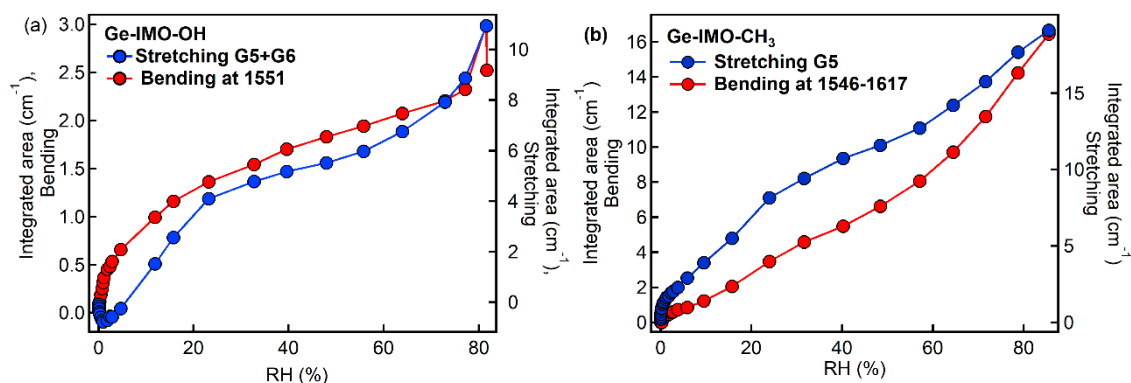 (a)
Ge-IMO-OH
Stretching G5+G6
Bending at 1551
Integrated area (cm⁻¹),
Bending
3.0
2.5
2.0
1.5
1.0
0.5
0.0
10
8
6
4
2
0
Integrated area (cm⁻¹),
Stretching
0
20
40
60
80
RH (%)
(b)
Ge-IMO-CH₃
Stretching G5
Bending at 1546-1617
Integrated area (cm⁻¹)
Bending
16
14
12
10
8
6
4
2
0
15
10
5
0
Integrated area (cm⁻¹)
Stretching
0
20
40
60
80
RH (%)